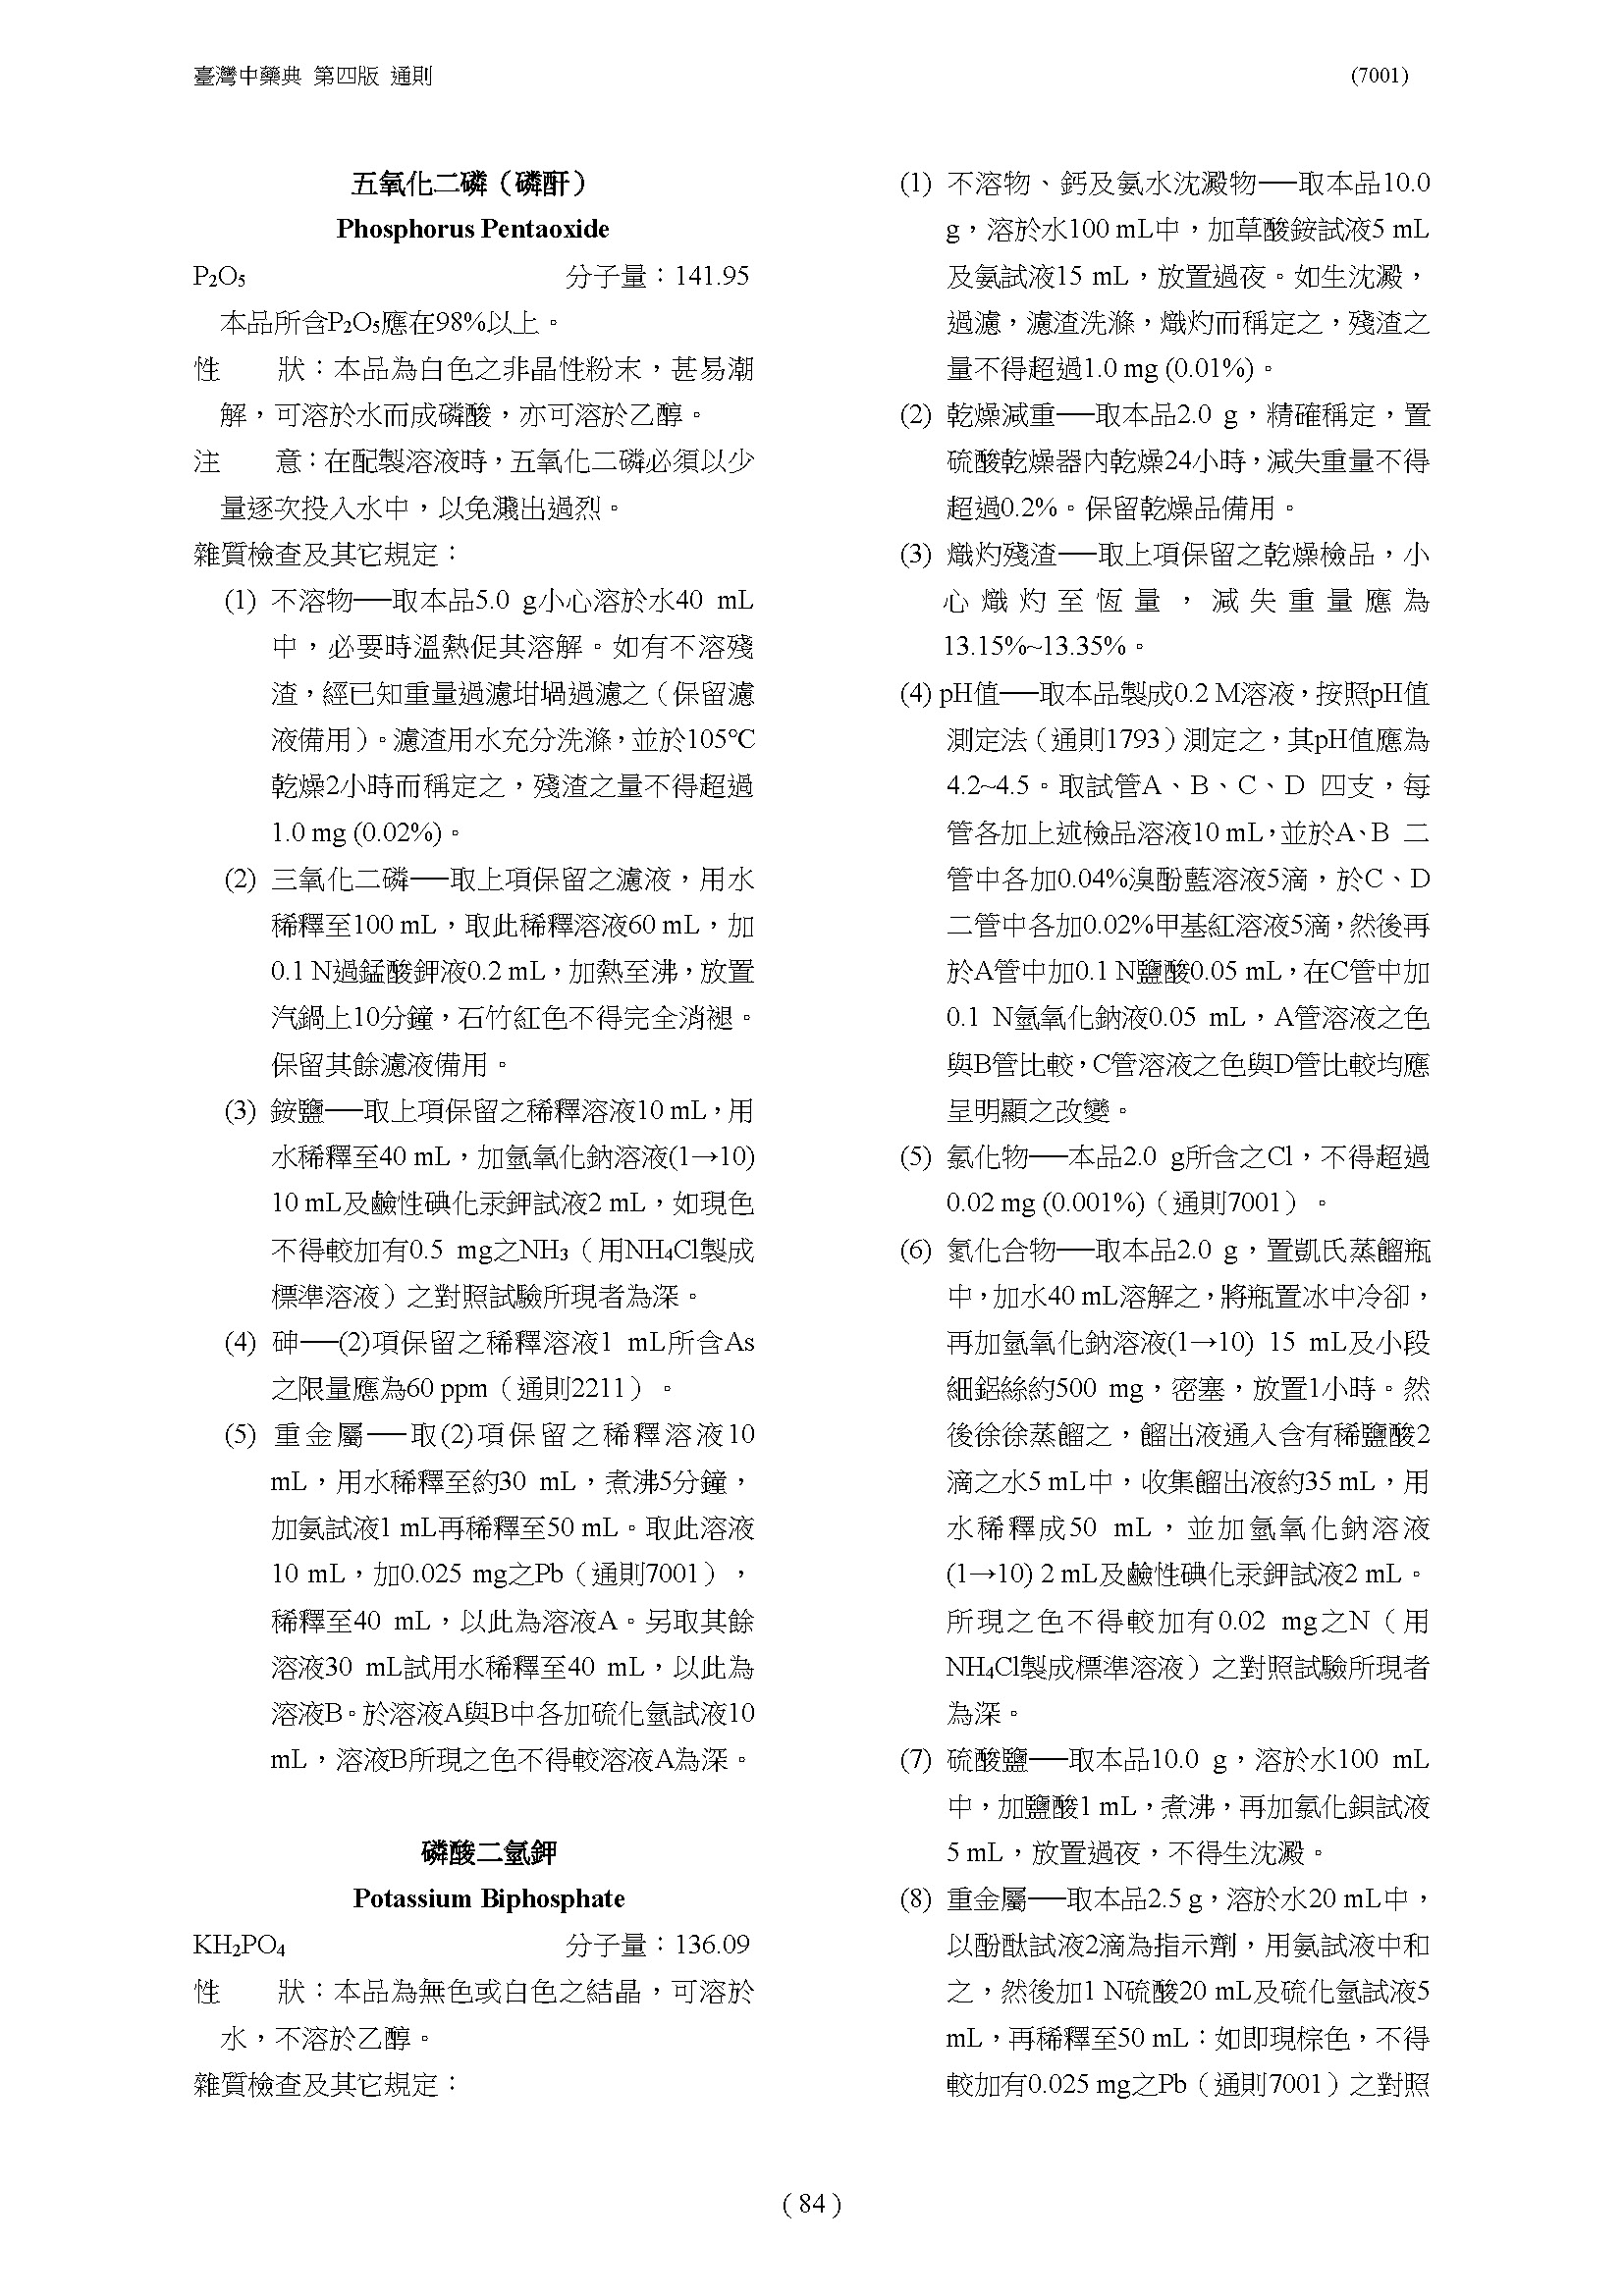 臺灣中藥典 第四版 通則
(7001)
五氧化二磷（磷酐）
Phosphorus Pentaoxide
P₂O₅ 分子量：141.95
本品所含P₂O₅應在98%以上。
性　　狀：本品為白色之非晶性粉末，甚易潮
解，可溶於水而成磷酸，亦可溶於乙醇。
注　　意：在配製溶液時，五氧化二磷必須以少
量逐次投入水中，以免濺出過烈。
雜質檢查及其它規定：
(1) 不溶物──取本品5.0 g小心溶於水40 mL
中，必要時溫熱促其溶解。如有不溶殘
渣，經已知重量過濾坩堝過濾之（保留濾
液備用）。濾渣用水充分洗滌，並於105℃
乾燥2小時而稱定之，殘渣之量不得超過
1.0 mg (0.02%)。
(2) 三氧化二磷──取上項保留之濾液，用水
稀釋至100 mL，取此稀釋溶液60 mL，加
0.1 N過錳酸鉀液0.2 mL，加熱至沸，放置
汽鍋上10分鐘，石竹紅色不得完全消褪。
保留其餘濾液備用。
(3) 銨鹽──取上項保留之稀釋溶液10 mL，用
水稀釋至40 mL，加氫氧化鈉溶液(1→10)
10 mL及鹼性碘化汞鉀試液2 mL，如現色
不得較加有0.5 mg之NH₃（用NH₄Cl製成
標準溶液）之對照試驗所現者為深。
(4) 砷──(2)項保留之稀釋溶液1 mL所含As
之限量應為60 ppm（通則2211）。
(5) 重金屬──取(2)項保留之稀釋溶液10
mL，用水稀釋至約30 mL，煮沸5分鐘，
加氨試液1 mL再稀釋至50 mL。取此溶液
10 mL，加0.025 mg之Pb（通則7001），
稀釋至40 mL，以此為溶液A。另取其餘
溶液30 mL試用水稀釋至40 mL，以此為
溶液B。於溶液A與B中各加硫化氫試液10
mL，溶液B所現之色不得較溶液A為深。
磷酸二氫鉀
Potassium Biphosphate
KH₂PO₄ 分子量：136.09
性　　狀：本品為無色或白色之結晶，可溶於
水，不溶於乙醇。
雜質檢查及其它規定：
(1) 不溶物、鈣及氨水沈澱物──取本品10.0
g，溶於水100 mL中，加草酸銨試液5 mL
及氨試液15 mL，放置過夜。如生沈澱，
過濾，濾渣洗滌，熾灼而稱定之，殘渣之
量不得超過1.0 mg (0.01%)。
(2) 乾燥減重──取本品2.0 g，精確稱定，置
硫酸乾燥器內乾燥24小時，減失重量不得
超過0.2%。保留乾燥品備用。
(3) 熾灼殘渣──取上項保留之乾燥檢品，小
心熾灼至恆量，減失重量應為
13.15%~13.35%。
(4) pH值──取本品製成0.2 M溶液，按照pH值
測定法（通則1793）測定之，其pH值應為
4.2~4.5。取試管A、B、C、D 四支，每
管各加上述檢品溶液10 mL，並於A、B 二
管中各加0.04%溴酚藍溶液5滴，於C、D
二管中各加0.02%甲基紅溶液5滴，然後再
於A管中加0.1 N鹽酸0.05 mL，在C管中加
0.1 N氫氧化鈉液0.05 mL，A管溶液之色
與B管比較，C管溶液之色與D管比較均應
呈明顯之改變。
(5) 氯化物──本品2.0 g所含之Cl，不得超過
0.02 mg (0.001%)（通則7001）。
(6) 氮化合物──取本品2.0 g，置凱氏蒸餾瓶
中，加水40 mL溶解之，將瓶置冰中冷卻，
再加氫氧化鈉溶液(1→10) 15 mL及小段
細鋁絲約500 mg，密塞，放置1小時。然
後徐徐蒸餾之，餾出液通入含有稀鹽酸2
滴之水5 mL中，收集餾出液約35 mL，用
水稀釋成50 mL，並加氫氧化鈉溶液
(1→10) 2 mL及鹼性碘化汞鉀試液2 mL。
所現之色不得較加有0.02 mg之N（用
NH₄Cl製成標準溶液）之對照試驗所現者
為深。
(7) 硫酸鹽──取本品10.0 g，溶於水100 mL
中，加鹽酸1 mL，煮沸，再加氯化鋇試液
5 mL，放置過夜，不得生沈澱。
(8) 重金屬──取本品2.5 g，溶於水20 mL中，
以酚酞試液2滴為指示劑，用氨試液中和
之，然後加1 N硫酸20 mL及硫化氫試液5
mL，再稀釋至50 mL：如即現棕色，不得
較加有0.025 mg之Pb（通則7001）之對照
( 84 )